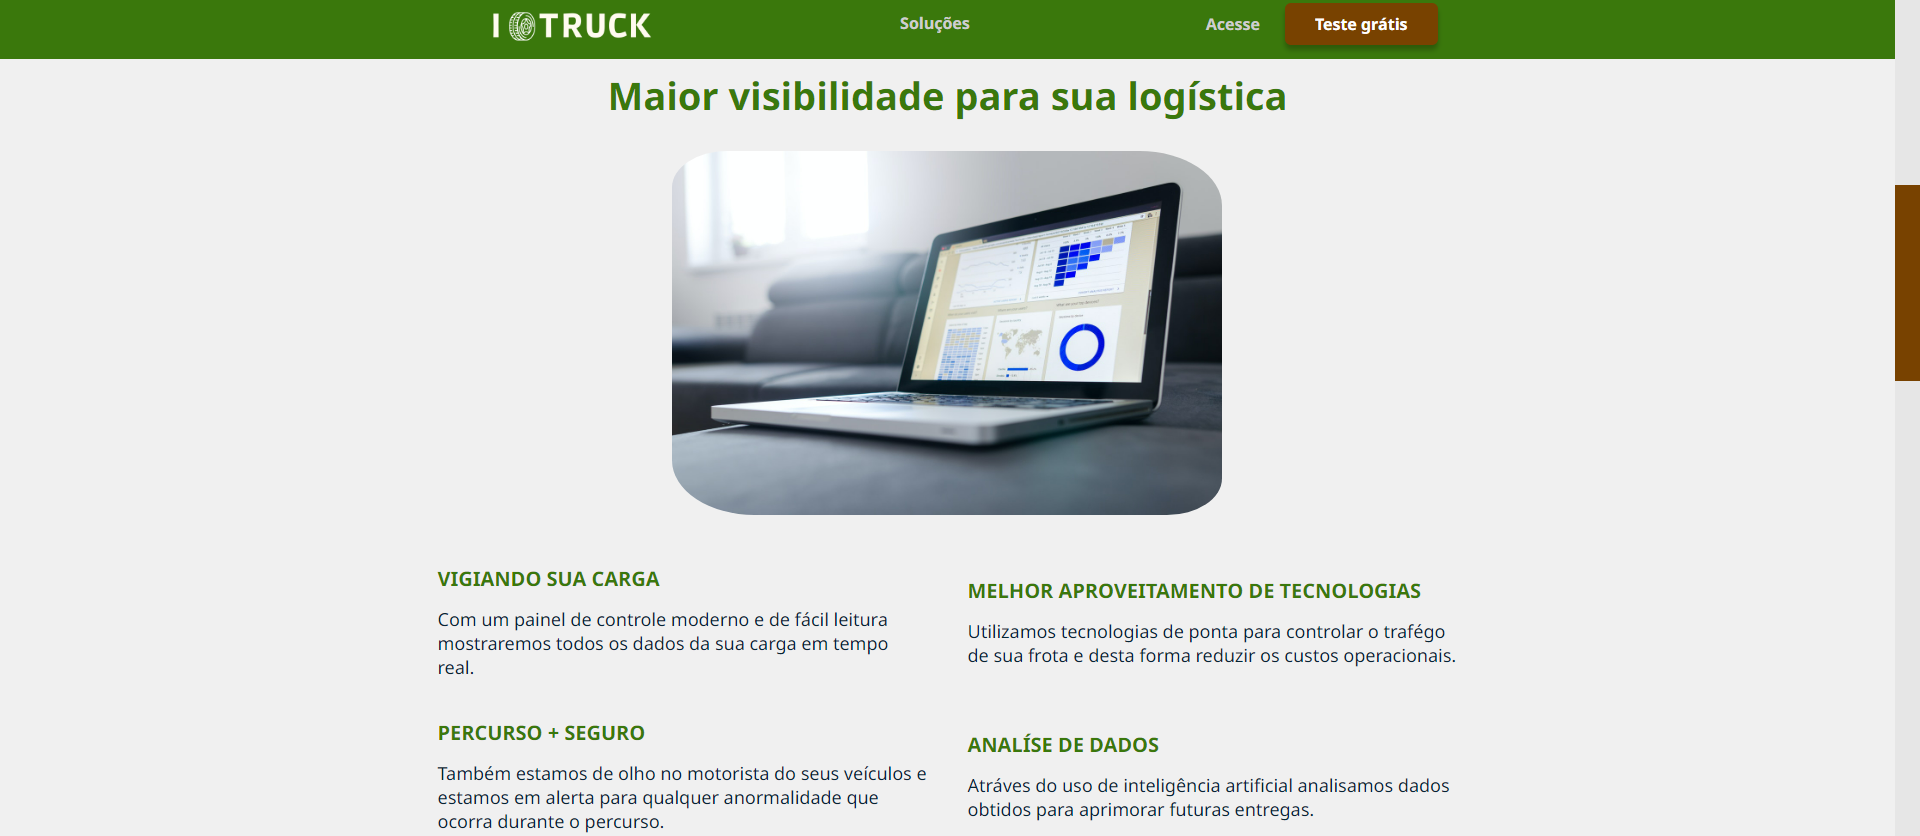 I TRUCK
Soluções
Acesse
Teste grátis
Maior visibilidade para sua logística
VIGIANDO SUA CARGA
Com um painel de controle moderno e de fácil leitura
mostraremos todos os dados da sua carga em tempo
real.
MELHOR APROVEITAMENTO DE TECNOLOGIAS
Utilizamos tecnologias de ponta para controlar o trafégo
de sua frota e desta forma reduzir os custos operacionais.
PERCURSO + SEGURO
Também estamos de olho no motorista do seus veículos e
estamos em alerta para qualquer anormalidade que
ocorra durante o percurso.
ANALÍSE DE DADOS
Atráves do uso de inteligência artificial analisamos dados
obtidos para aprimorar futuras entregas.